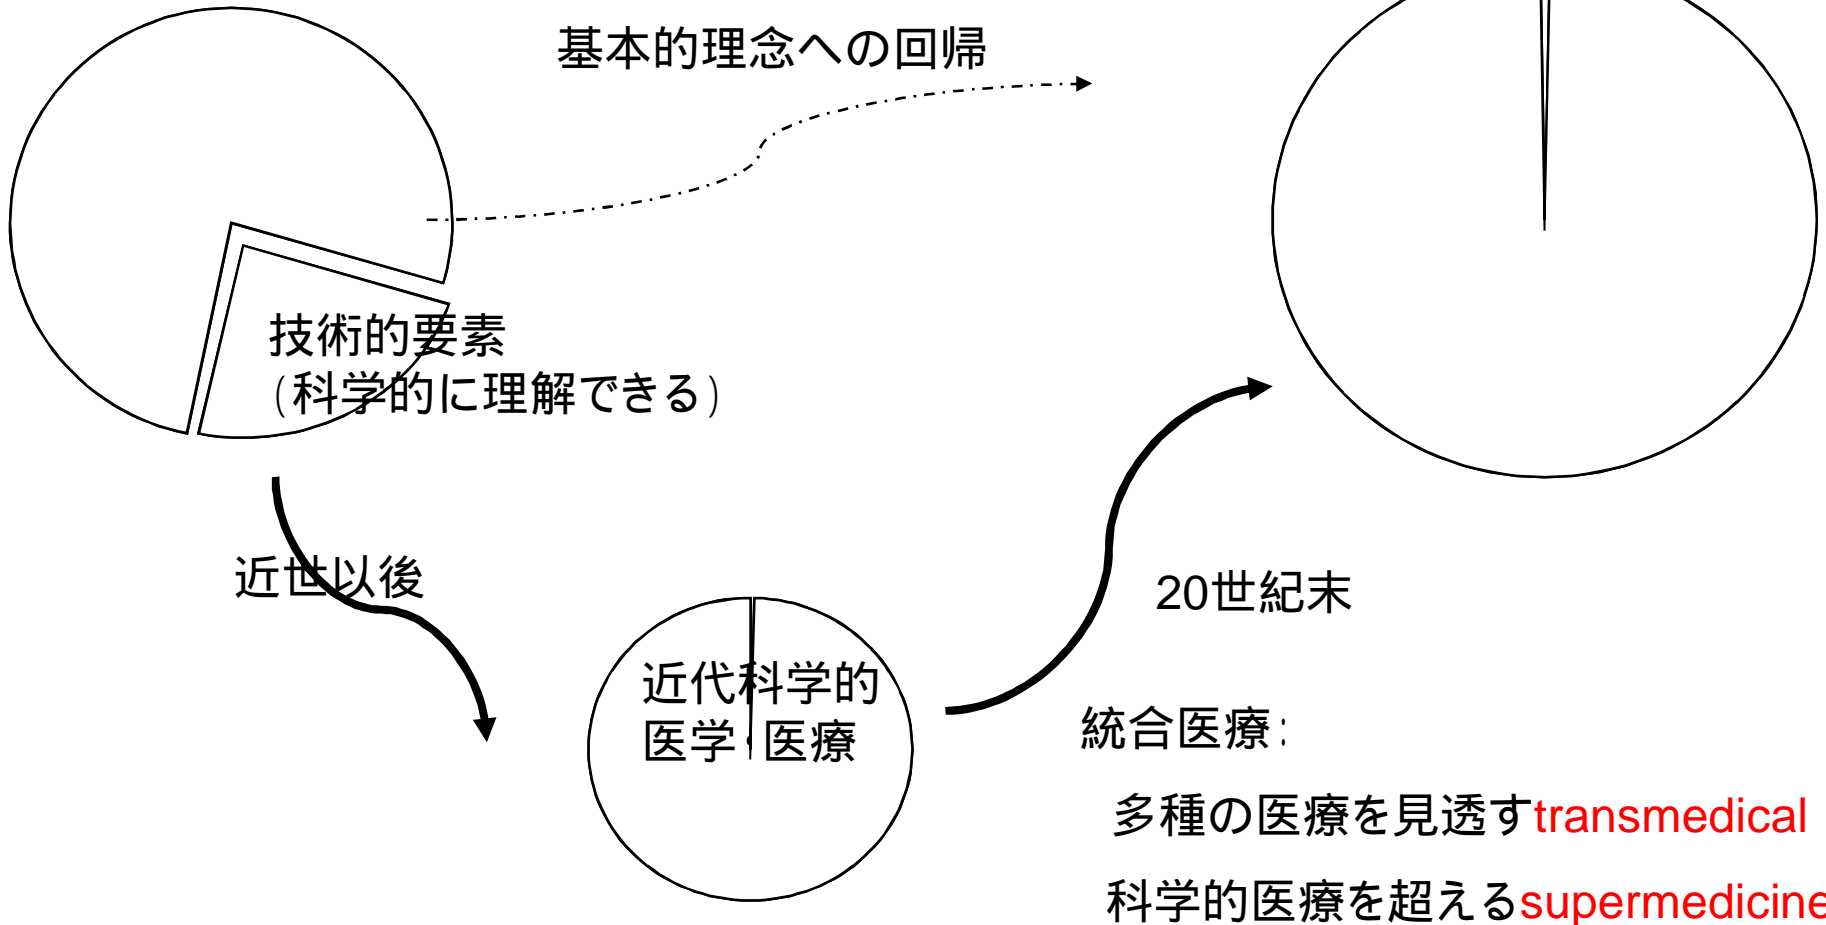 基本的理念への回帰
技術的要素
(科学的に理解できる)
近世以後
近代科学的
医学・医療
20世紀末
統合医療:
多種の医療を見透すtransmedical
科学的医療を超えるsupermedicine